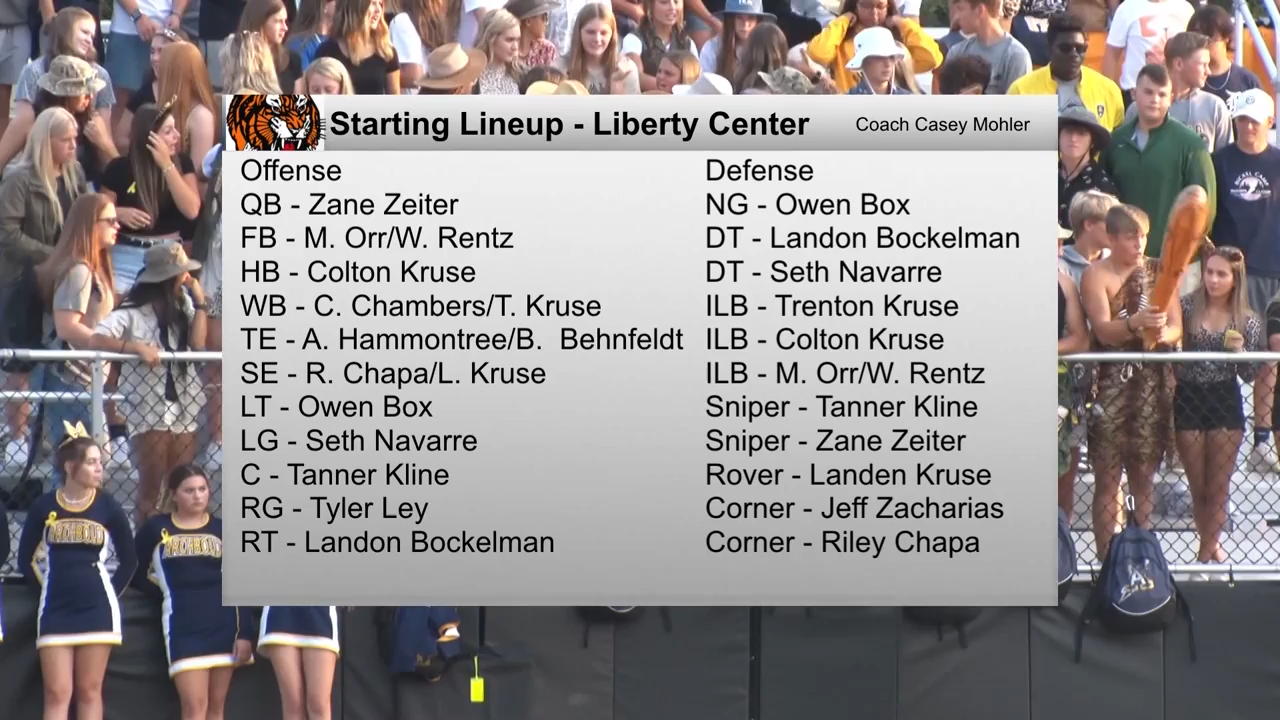 Starting Lineup - Liberty Center
Coach Casey Mohler
Offense
QB - Zane Zeiter
FB - M. Orr/W. Rentz
HB - Colton Kruse
WB - C. Chambers/T. Kruse
TE - A. Hammontree/B.  Behnfeldt
SE - R. Chapa/L. Kruse
LT - Owen Box
LG - Seth Navarre
C - Tanner Kline
RG - Tyler Ley
RT - Landon Bockelman
Defense
NG - Owen Box
DT - Landon Bockelman
DT - Seth Navarre
ILB - Trenton Kruse
ILB - Colton Kruse
ILB - M. Orr/W. Rentz
Sniper - Tanner Kline
Sniper - Zane Zeiter
Rover - Landen Kruse
Corner - Jeff Zacharias
Corner - Riley Chapa
ARCHBOLD